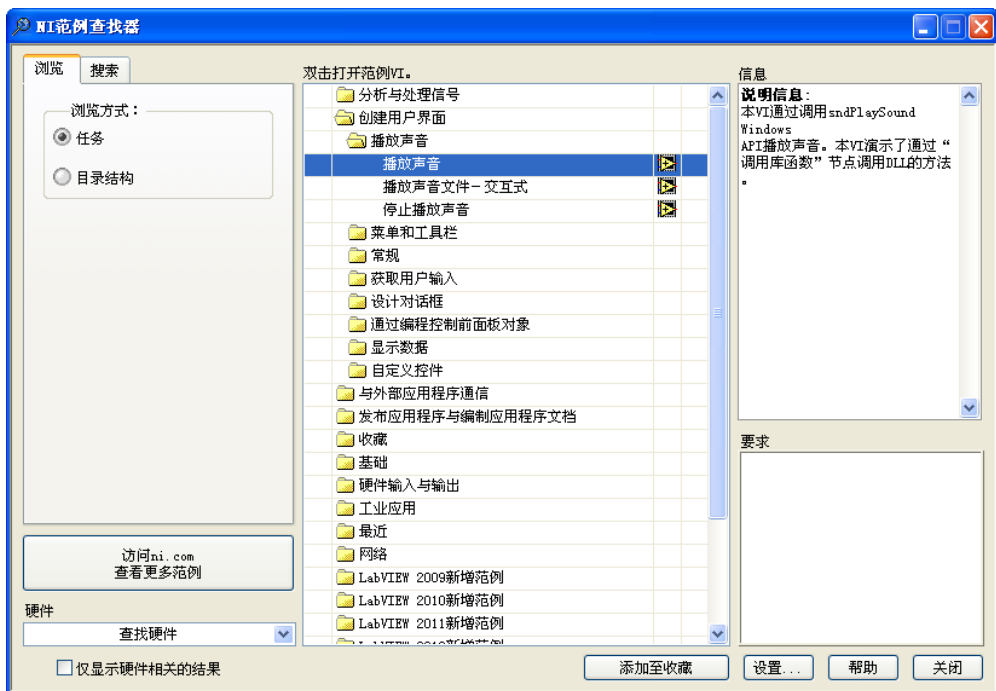 NI范例查找器
浏览
搜索
浏览方式：
任务
目录结构
访问ni.com
查看更多范例
硬件
查找硬件
仅显示硬件相关的结果
双击打开范例VI。
分析与处理信号
创建用户界面
播放声音
播放声音
播放声音文件-交互式
停止播放声音
菜单和工具栏
常规
获取用户输入
设计对话框
通过编程控制前面板对象
显示数据
自定义控件
与外部应用程序通信
发布应用程序与编制应用程序文档
收藏
基础
硬件输入与输出
工业应用
最近
网络
LabVIEW 2009新增范例
LabVIEW 2010新增范例
LabVIEW 2011新增范例
信息
说明信息:
本VI通过调用sndPlaySound
Windows
API播放声音。本VI演示了通过“
调用库函数”节点调用DLL的方法
。
要求
添加至收藏
设置...
帮助
关闭